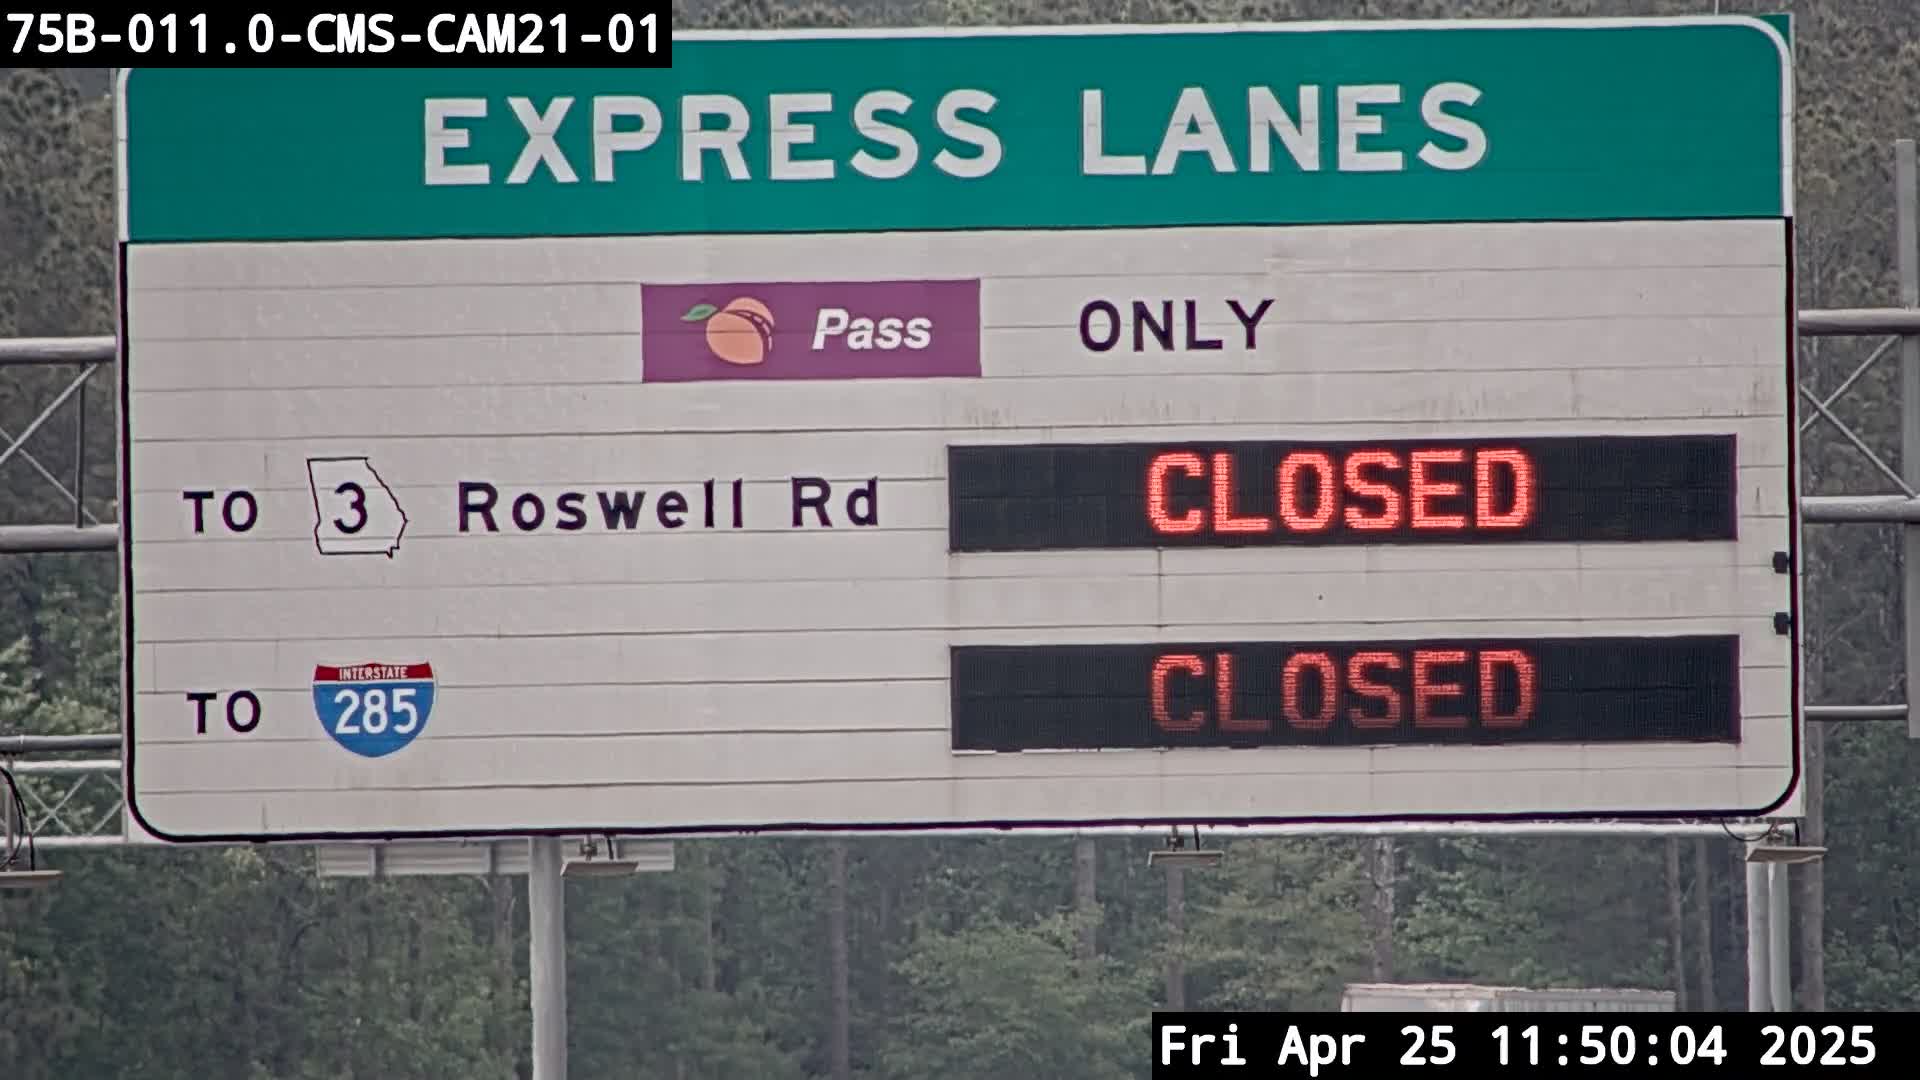 75B-011.0-CMS-CAM21-01
EXPRESS LANES
Pass ONLY
TO 3 Roswell Rd CLOSED
INTERSTATE
TO 285 CLOSED
Fri Apr 25 11:50:04 2025